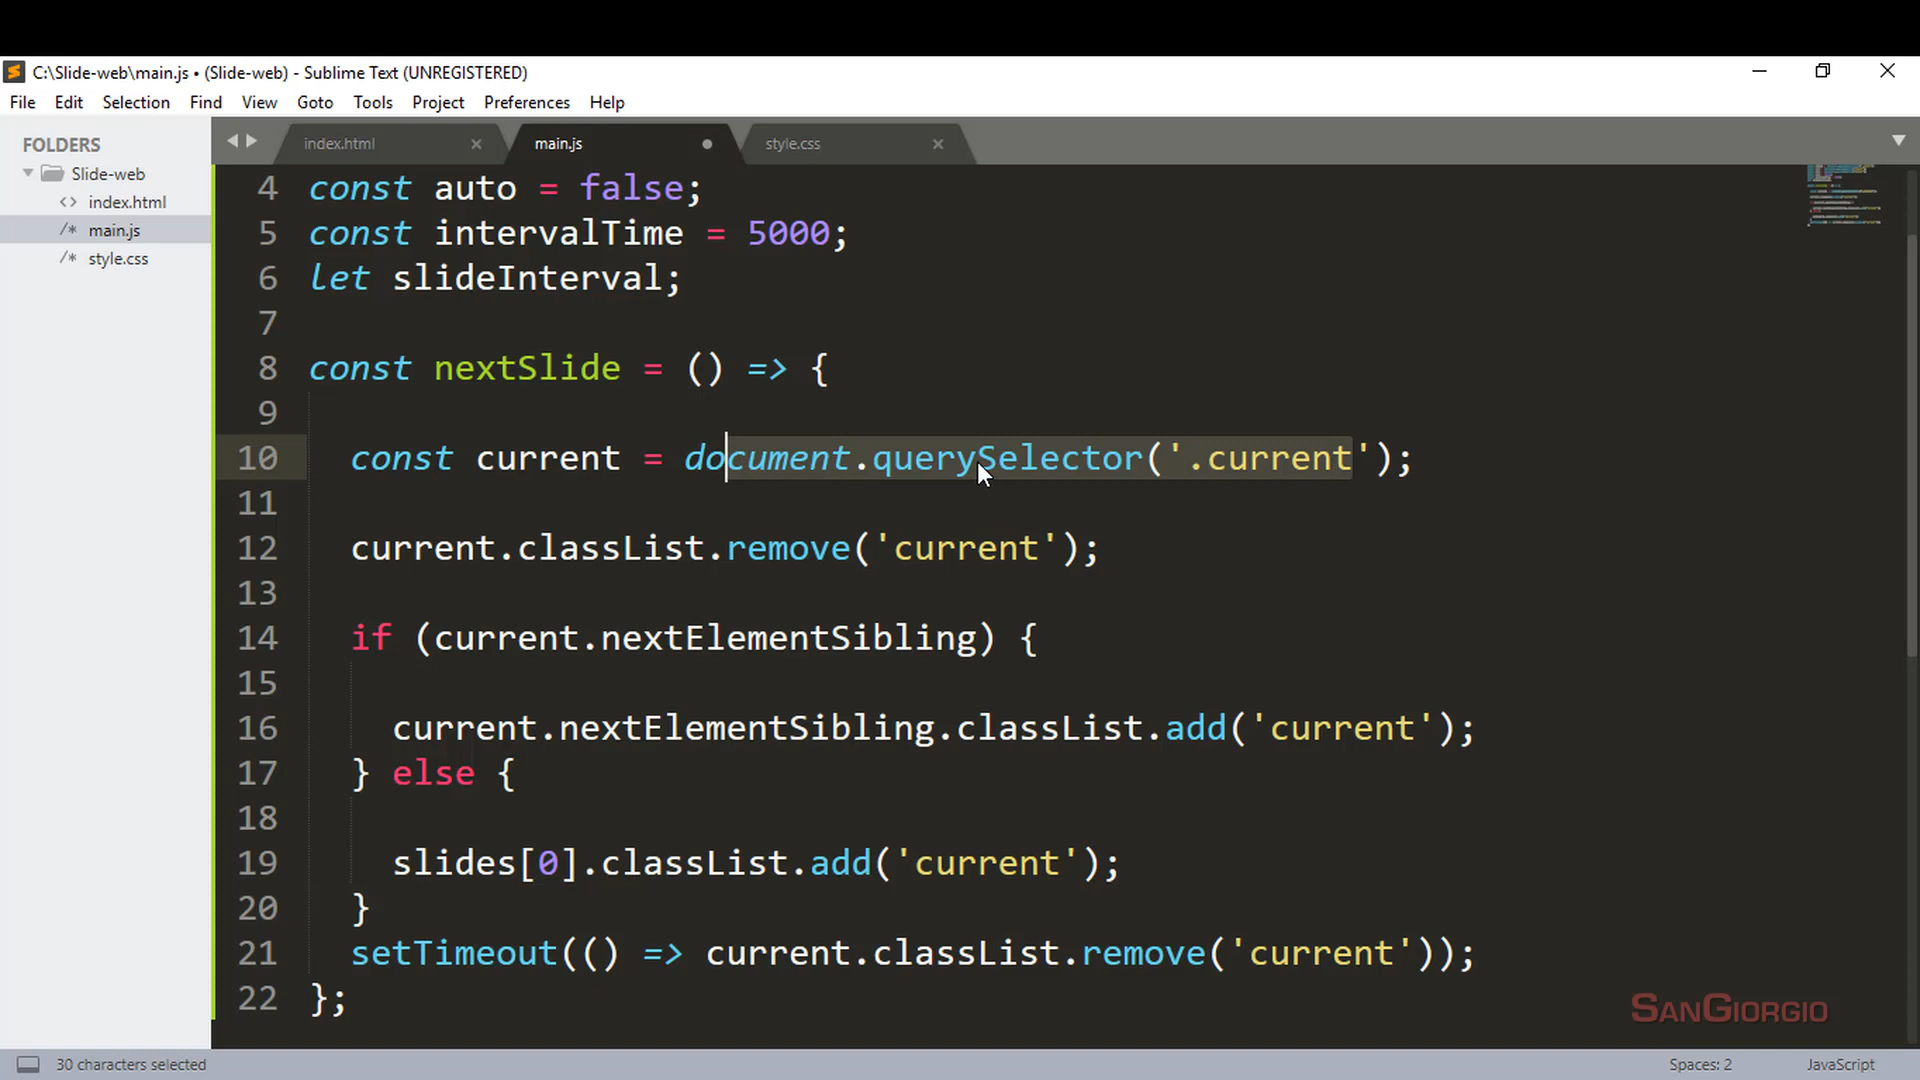 C:\Slide-web\main.js • (Slide-web) - Sublime Text (UNREGISTERED)
File Edit Selection Find View Goto Tools Project Preferences Help
FOLDERS
Slide-web
<> index.html
/* main.js
/* style.css
index.html × main.js • style.css ×
4 const auto = false;
5 const intervalTime = 5000;
6 let slideInterval;
7
8 const nextSlide = () => {
9
10 const current = document.querySelector('.current');
11
12 current.classList.remove('current');
13
14 if (current.nextElementSibling) {
15
16 current.nextElementSibling.classList.add('current');
17 } else {
18
19 slides[0].classList.add('current');
20 }
21 setTimeout(() => current.classList.remove('current'));
22 };
SANGIORGIO
30 characters selected
Spaces: 2 JavaScript